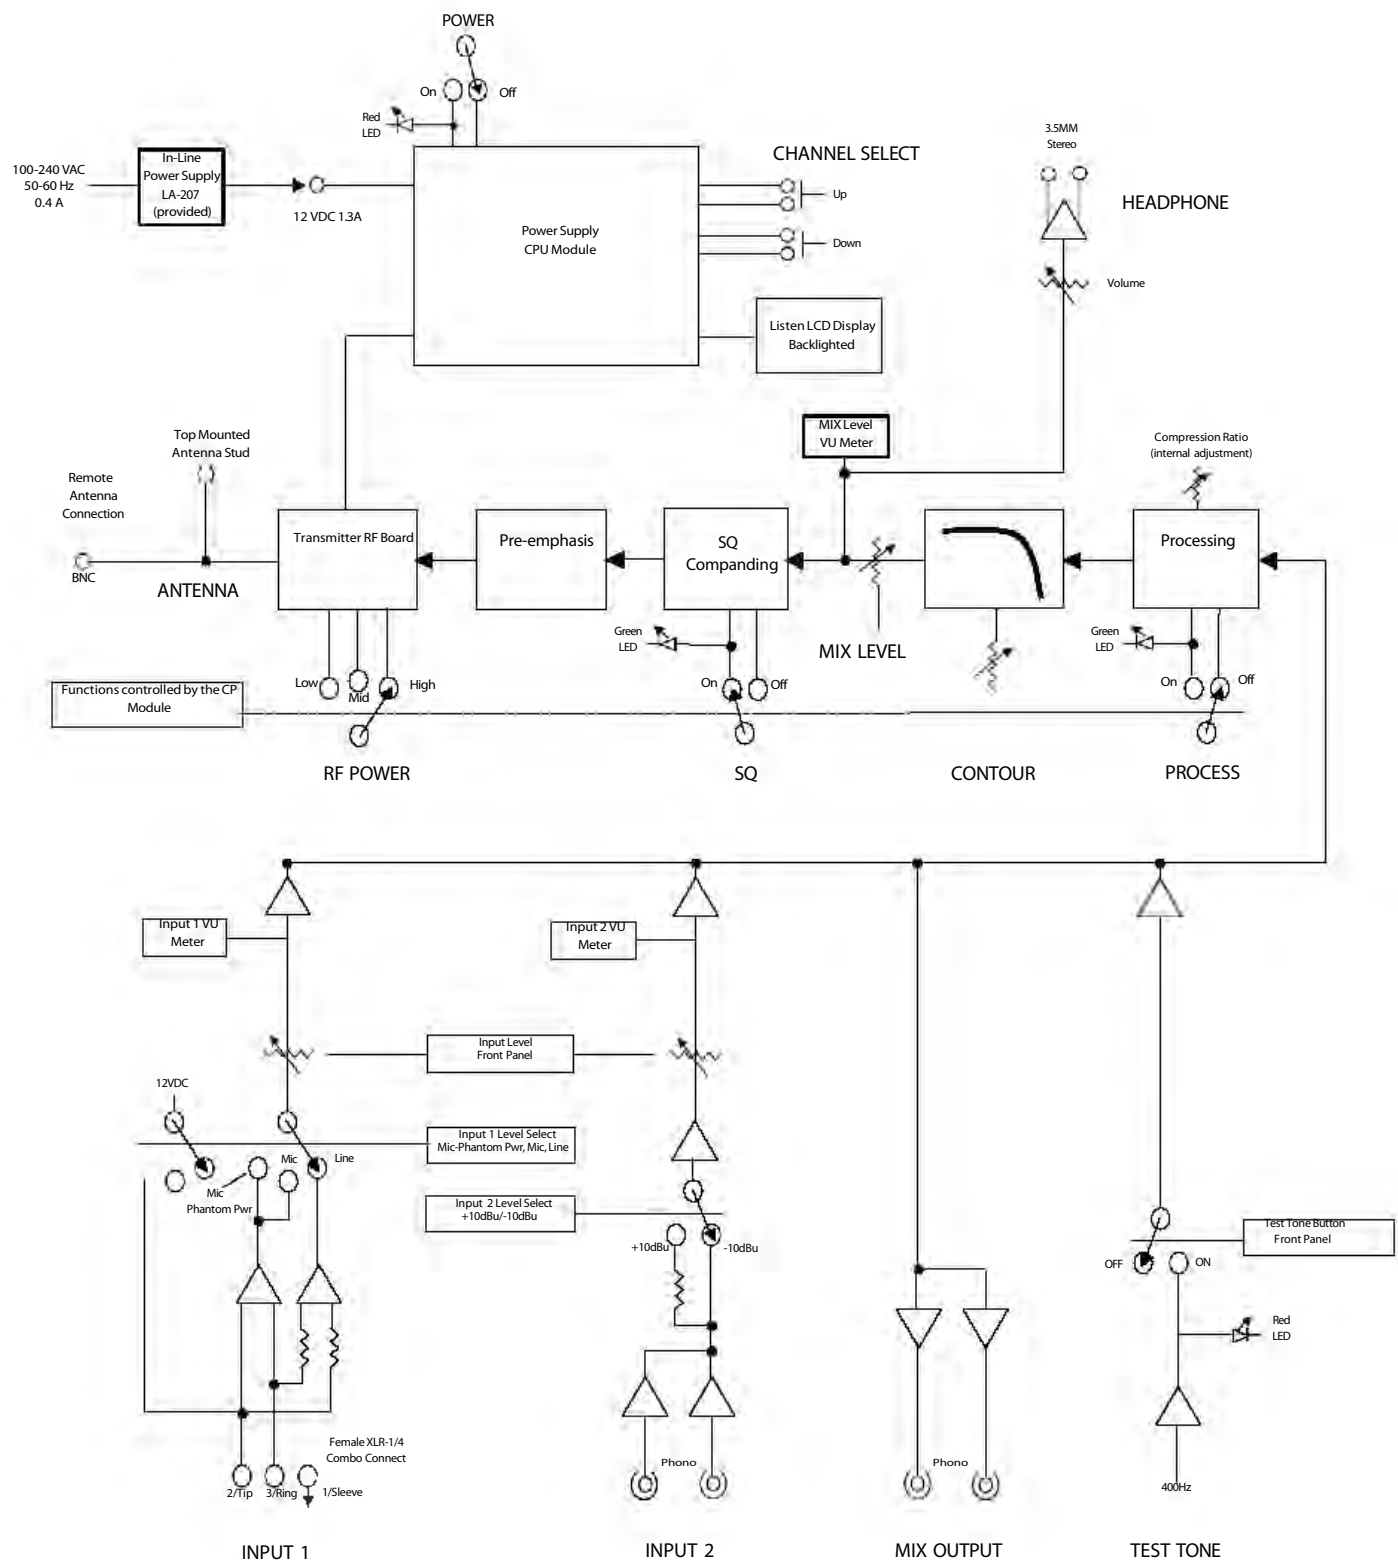 POWER
On
Off
Red
LED
100-240 VAC
50-60 Hz
0.4 A
In-Line
Power Supply
LA-207
(provided)
12 VDC 1.3A
Power Supply
CPU Module
CHANNEL SELECT
Up
Down
Listen LCD Display
Backlighted
3.5MM
Stereo
HEADPHONE
Volume
MIX Level
VU Meter
Compression Ratio
(internal adjustment)
Top Mounted
Antenna Stud
Remote
Antenna
Connection
BNC
ANTENNA
Transmitter RF Board
Pre-emphasis
SQ
Companding
Processing
Green
LED
MIX LEVEL
Green
LED
Low
Mid
High
On
Off
On
Off
Functions controlled by the CP
Module
RF POWER
SQ
CONTOUR
PROCESS
Input 1 VU
Meter
Input 2 VU
Meter
Input Level
Front Panel
12VDC
Input 1 Level Select
Mic-Phantom Pwr, Mic, Line
Mic
Line
Mic
Phantom Pwr
Input 2 Level Select
+10dBu/-10dBu
+10dBu
-10dBu
Test Tone Button
Front Panel
OFF
ON
Red
LED
Female XLR-1/4
Combo Connect
2/Tip
3/Ring
1/Sleeve
Phono
Phono
400Hz
INPUT 1
INPUT 2
MIX OUTPUT
TEST TONE